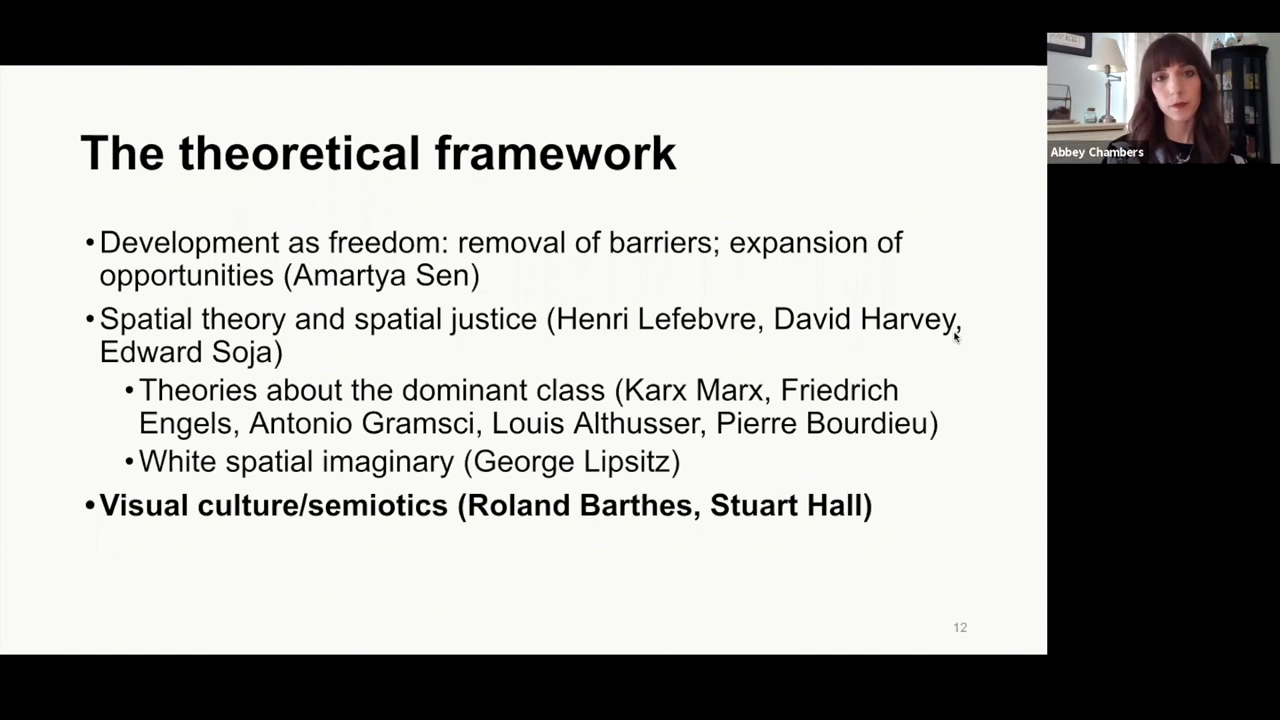 The theoretical framework
• Development as freedom: removal of barriers; expansion of
opportunities (Amartya Sen)
• Spatial theory and spatial justice (Henri Lefebvre, David Harvey,
Edward Soja)
• Theories about the dominant class (Karx Marx, Friedrich
Engels, Antonio Gramsci, Louis Althusser, Pierre Bourdieu)
• White spatial imaginary (George Lipsitz)
• Visual culture/semiotics (Roland Barthes, Stuart Hall)
12
Abbey Chambers